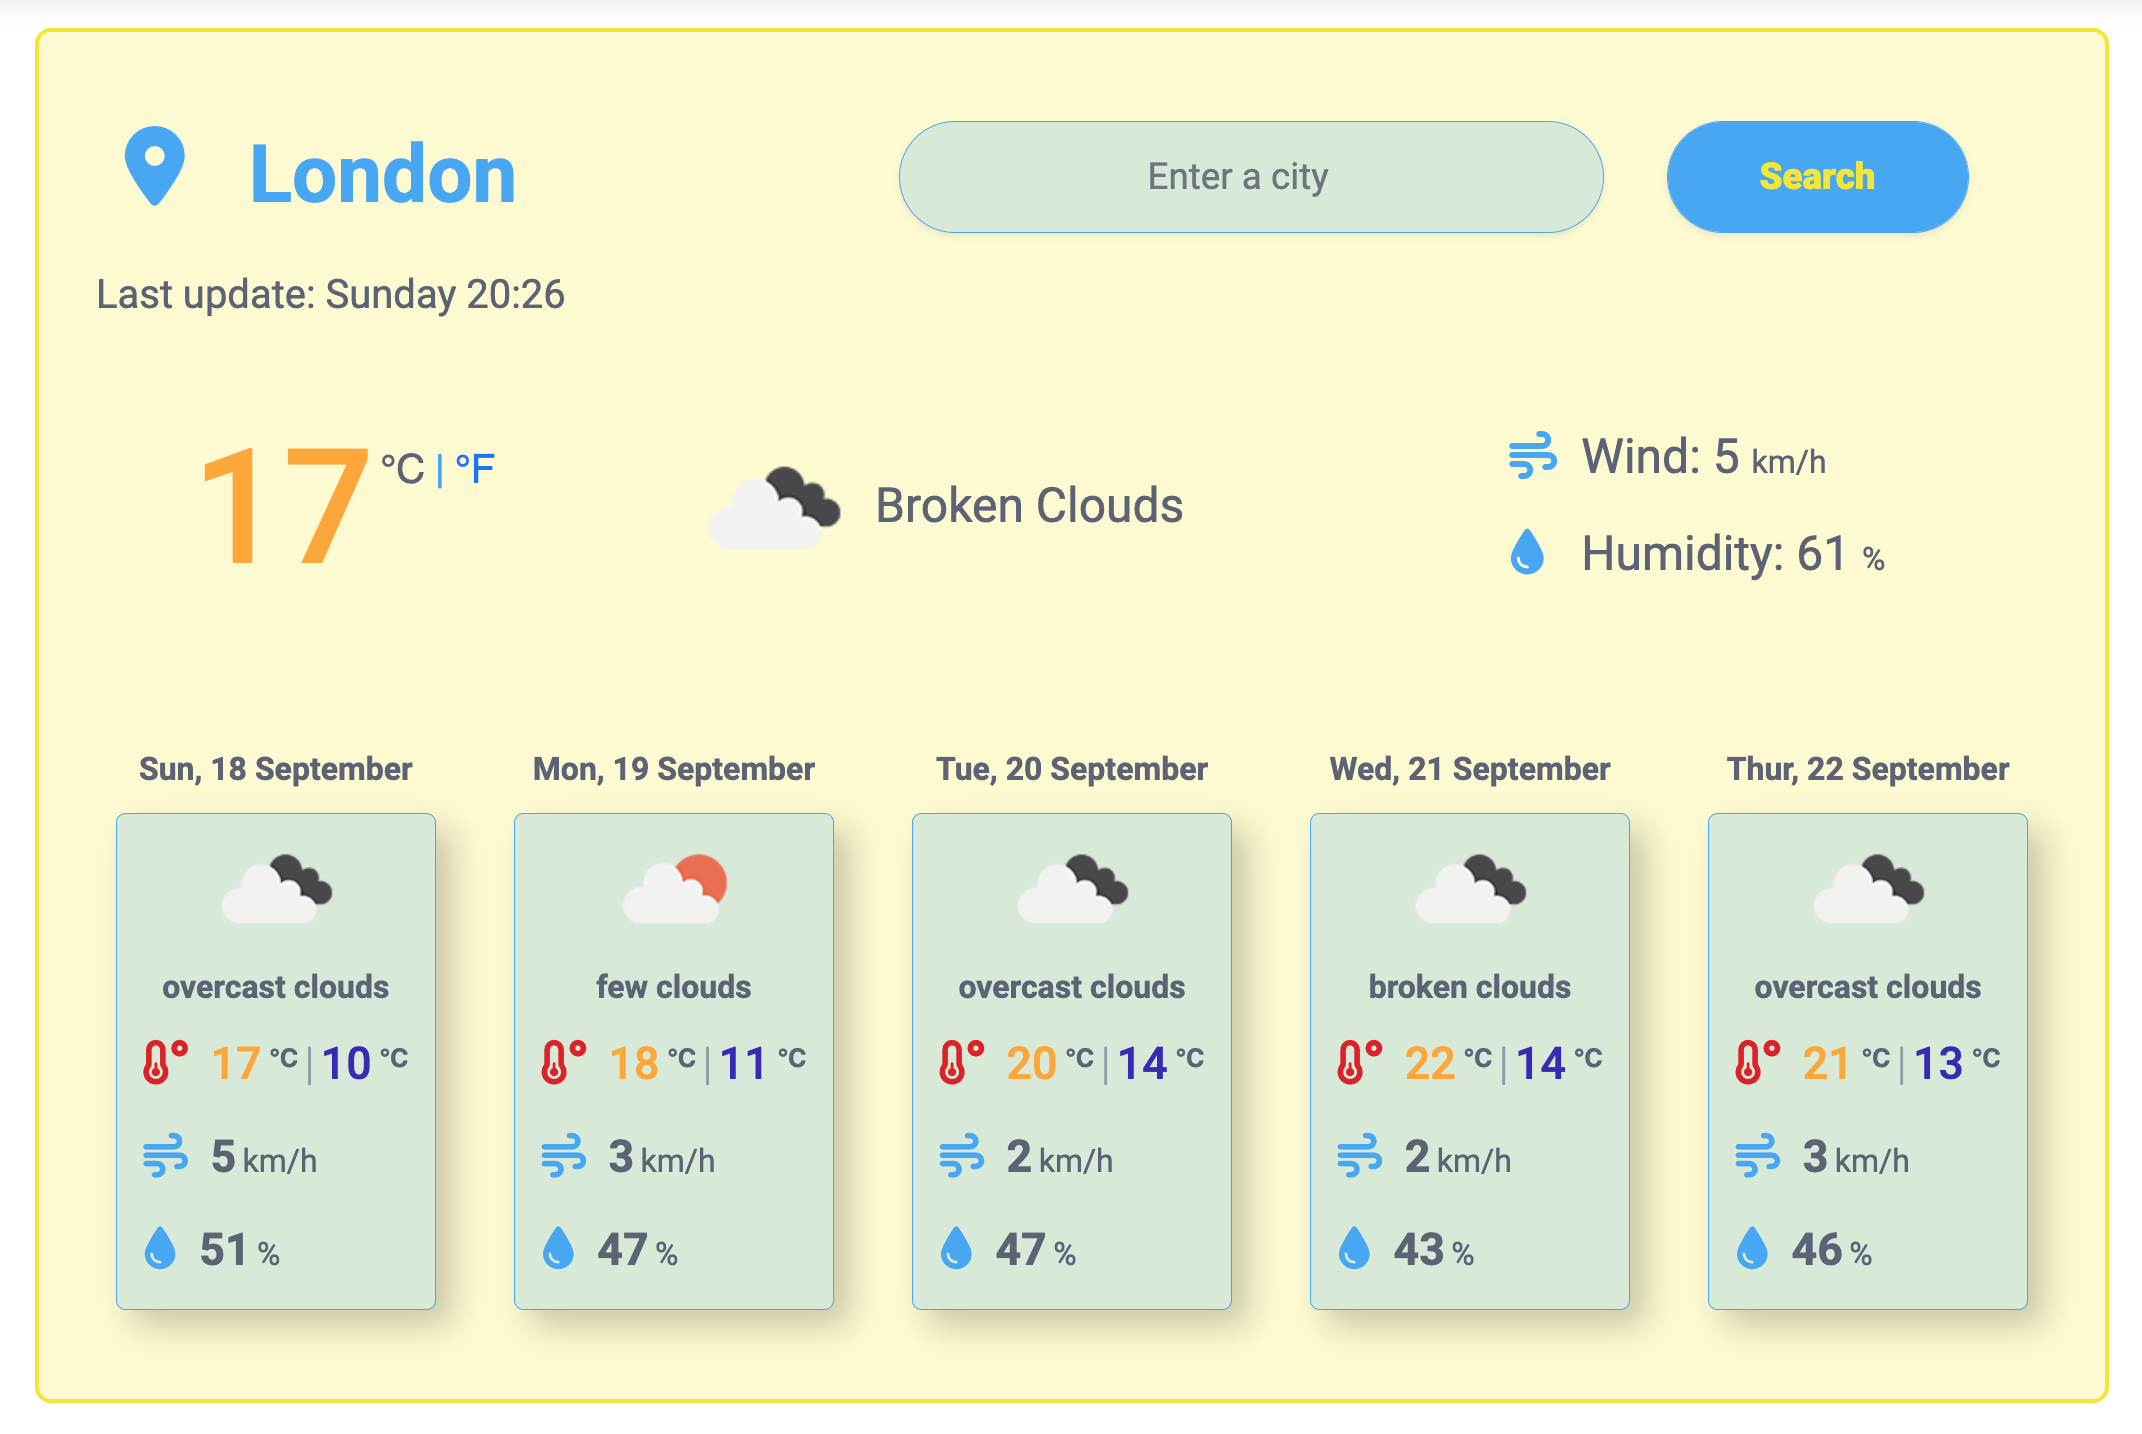 London
Enter a city
Search
Last update: Sunday 20:26
17 °C | °F
Broken Clouds
Wind: 5 km/h
Humidity: 61 %
Sun, 18 September
overcast clouds
17 °C | 10 °C
5 km/h
51 %
Mon, 19 September
few clouds
18 °C | 11 °C
3 km/h
47 %
Tue, 20 September
overcast clouds
20 °C | 14 °C
2 km/h
47 %
Wed, 21 September
broken clouds
22 °C | 14 °C
2 km/h
43 %
Thur, 22 September
overcast clouds
21 °C | 13 °C
3 km/h
46 %